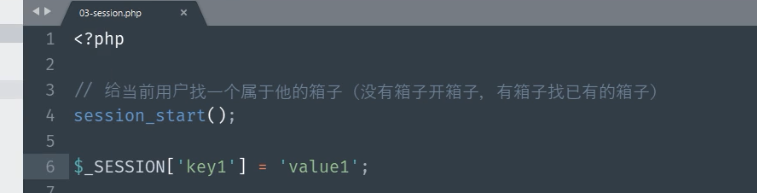 03-session.php ×
1 <?php
2
3 // 给当前用户找一个属于他的箱子（没有箱子开箱子，有箱子找已有的箱子）
4 session_start();
5
6 $_SESSION['key1'] = 'value1';
7